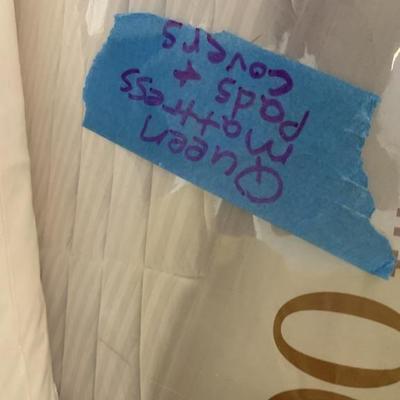 Queen
mattress
pads +
covers